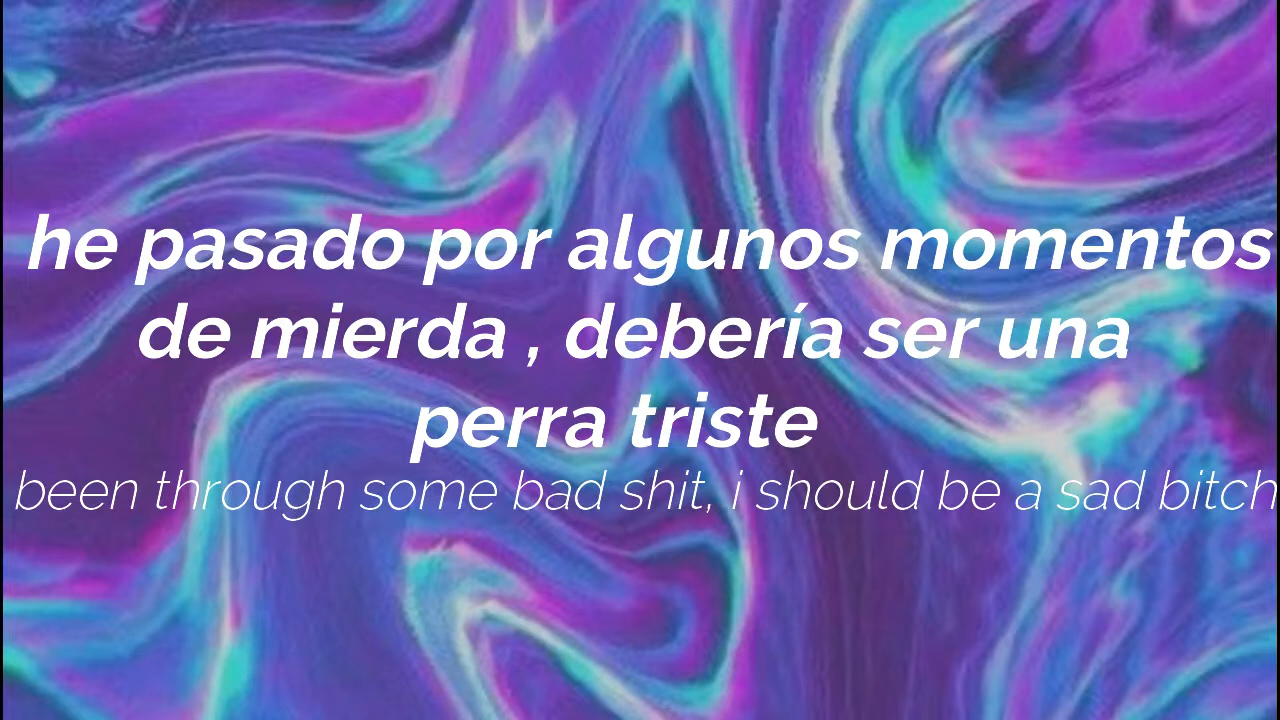 he pasado por algunos momentos
de mierda , debería ser una
perra triste
been through some bad shit, i should be a sad bitch